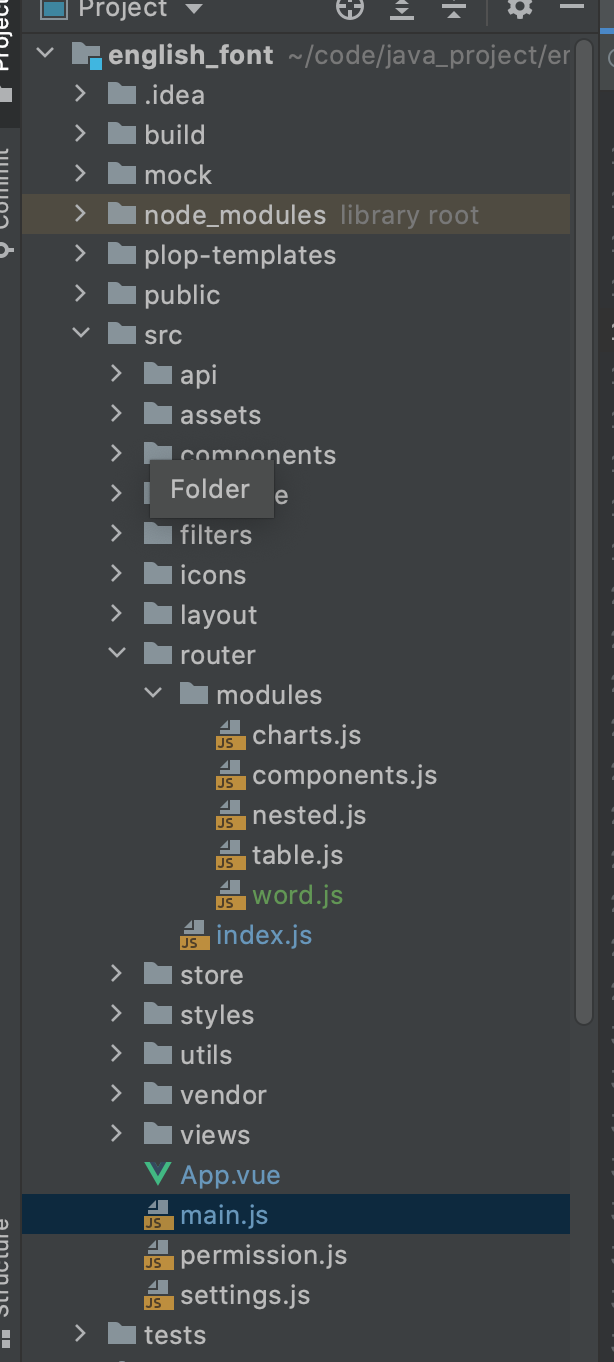 Project
Project
english_font ~/code/java_project/er
.idea
Commit
build
mock
node_modules library root
plop-templates
public
src
api
assets
components
Folder
e
filters
icons
layout
router
modules
JS charts.js
JS components.js
JS nested.js
JS table.js
JS word.js
JS index.js
store
styles
utils
vendor
views
App.vue
JS main.js
Structure
JS permission.js
JS settings.js
tests